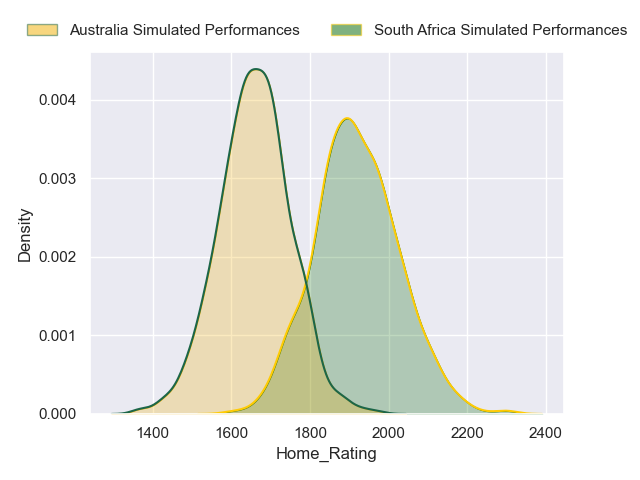 Australia Simulated Performances South Africa Simulated Performances
0.004
0.003
0.002
0.001
0.000
Density
1400 1600 1800 2000 2200 2400
Home_Rating